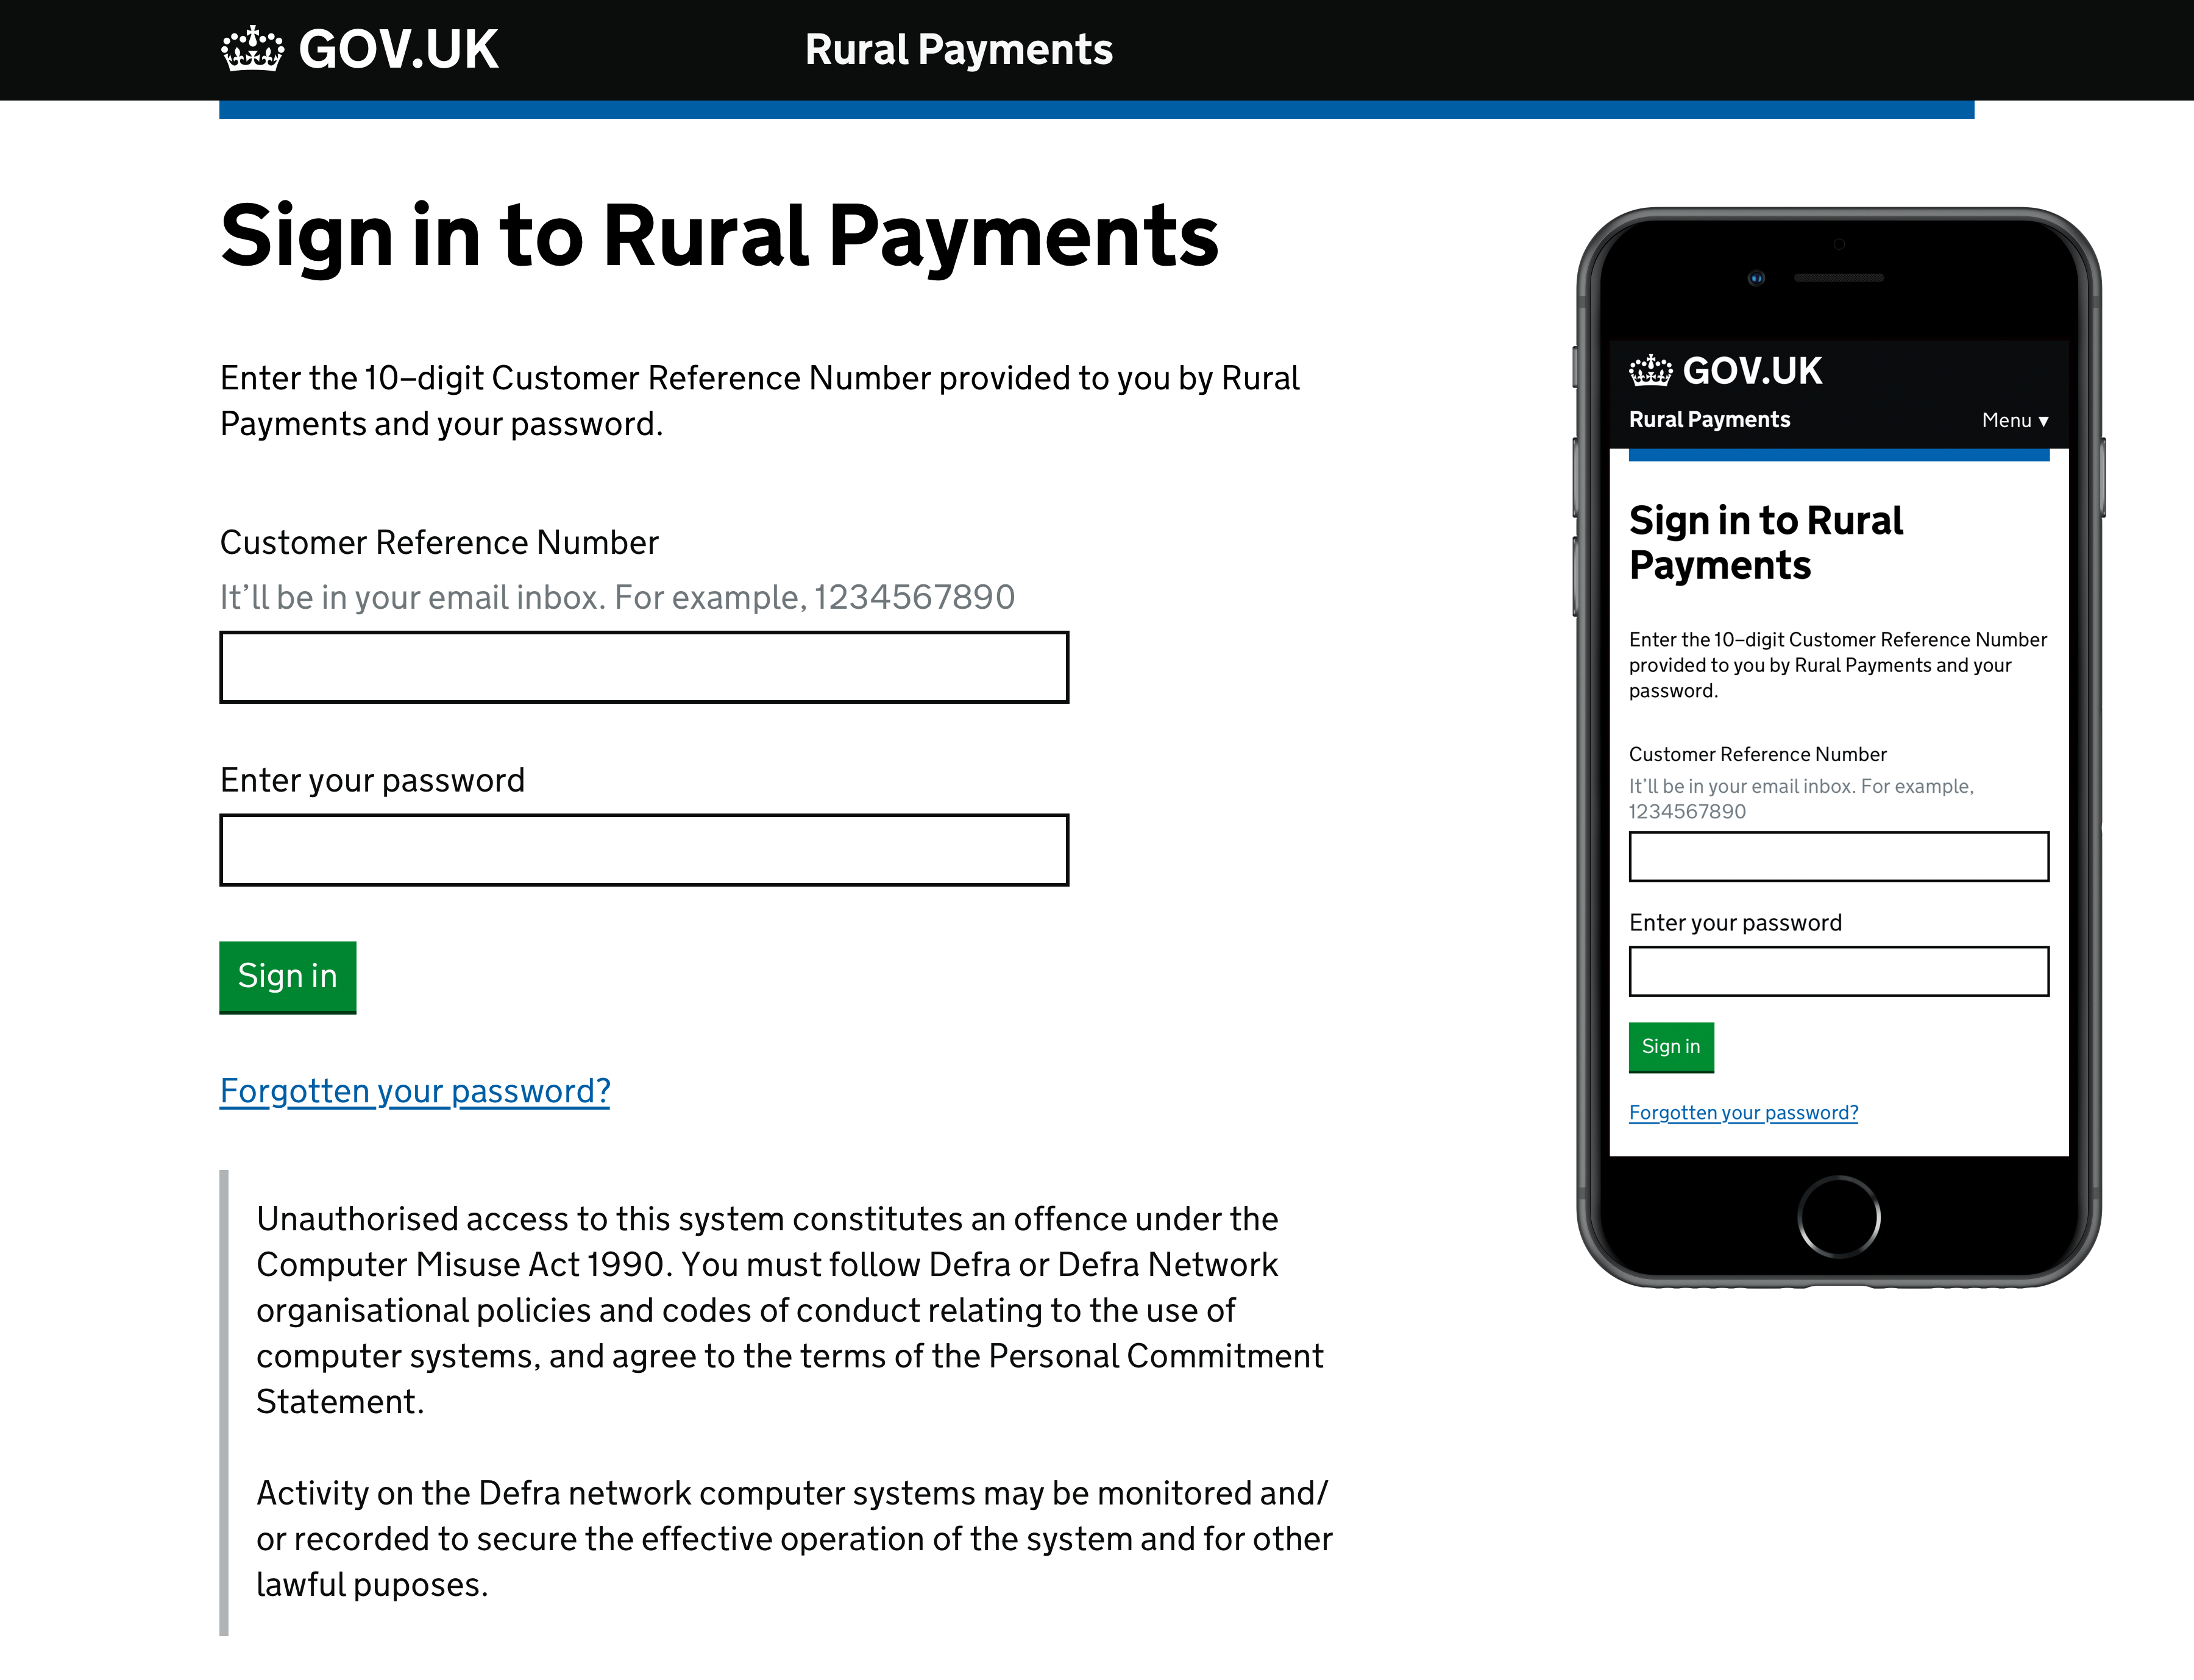 GOV.UK
Rural Payments
Sign in to Rural Payments
Enter the 10–digit Customer Reference Number provided to you by Rural
Payments and your password.
Customer Reference Number
It’ll be in your email inbox. For example, 1234567890
Enter your password
Sign in
Forgotten your password?
Unauthorised access to this system constitutes an offence under the
Computer Misuse Act 1990. You must follow Defra or Defra Network
organisational policies and codes of conduct relating to the use of
computer systems, and agree to the terms of the Personal Commitment
Statement.
Activity on the Defra network computer systems may be monitored and/
or recorded to secure the effective operation of the system and for other
lawful puposes.
GOV.UK
Rural Payments
Menu ▼
Sign in to Rural
Payments
Enter the 10–digit Customer Reference Number
provided to you by Rural Payments and your
password.
Customer Reference Number
It’ll be in your email inbox. For example,
1234567890
Enter your password
Sign in
Forgotten your password?